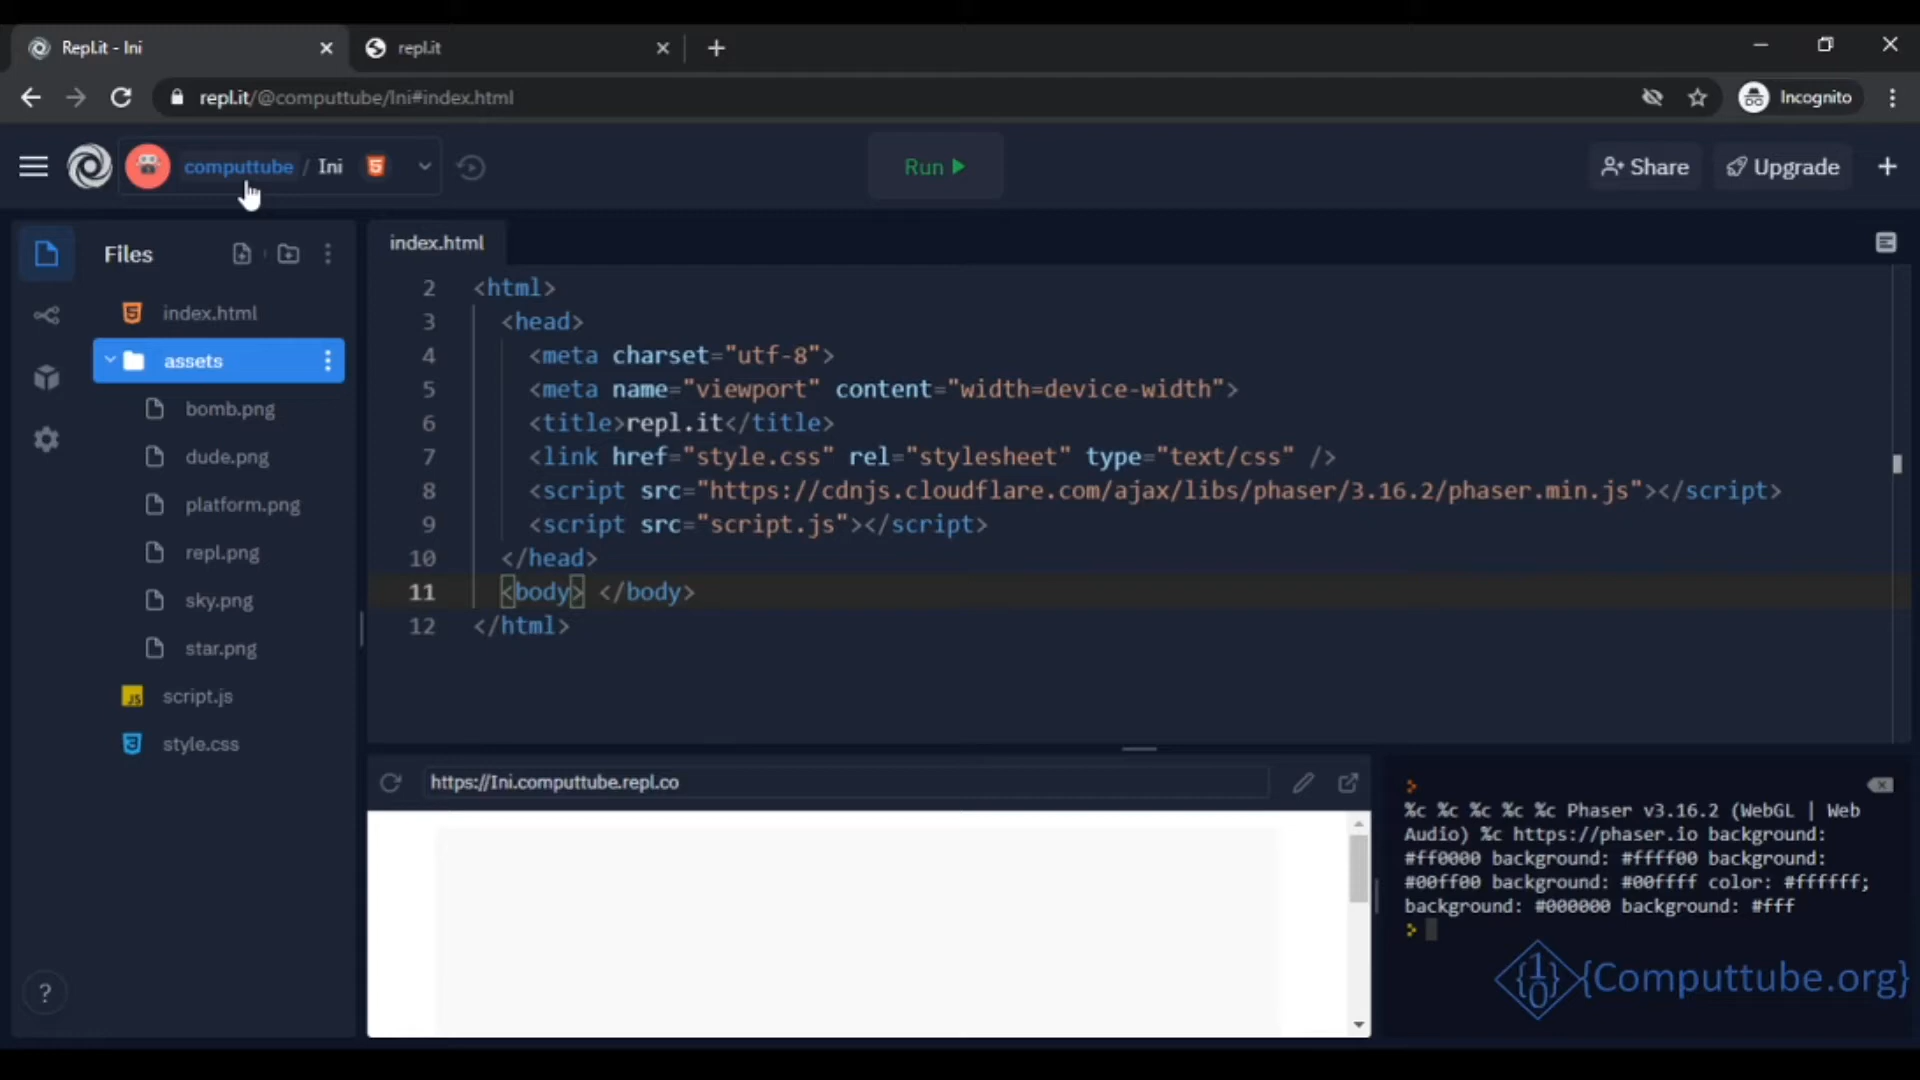 Repl.it - Ini
repl.it
repl.it/@computtube/Ini#index.html
Incognito
computtube / Ini
Run
Share
Upgrade
Files
index.html
assets
bomb.png
dude.png
platform.png
repl.png
sky.png
star.png
script.js
style.css
index.html
2 <html>
3 <head>
4 <meta charset="utf-8">
5 <meta name="viewport" content="width=device-width">
6 <title>repl.it</title>
7 <link href="style.css" rel="stylesheet" type="text/css" />
8 <script src="https://cdnjs.cloudflare.com/ajax/libs/phaser/3.16.2/phaser.min.js"></script>
9 <script src="script.js"></script>
10 </head>
11 <body> </body>
12 </html>
https://Ini.computtube.repl.co
%c %c %c %c %c Phaser v3.16.2 (WebGL | Web
Audio) %c https://phaser.io background:
#ff0000 background: #ffff00 background:
#00ff00 background: #00ffff color: #ffffff;
background: #000000 background: #fff
{1
0} {Computtube.org}